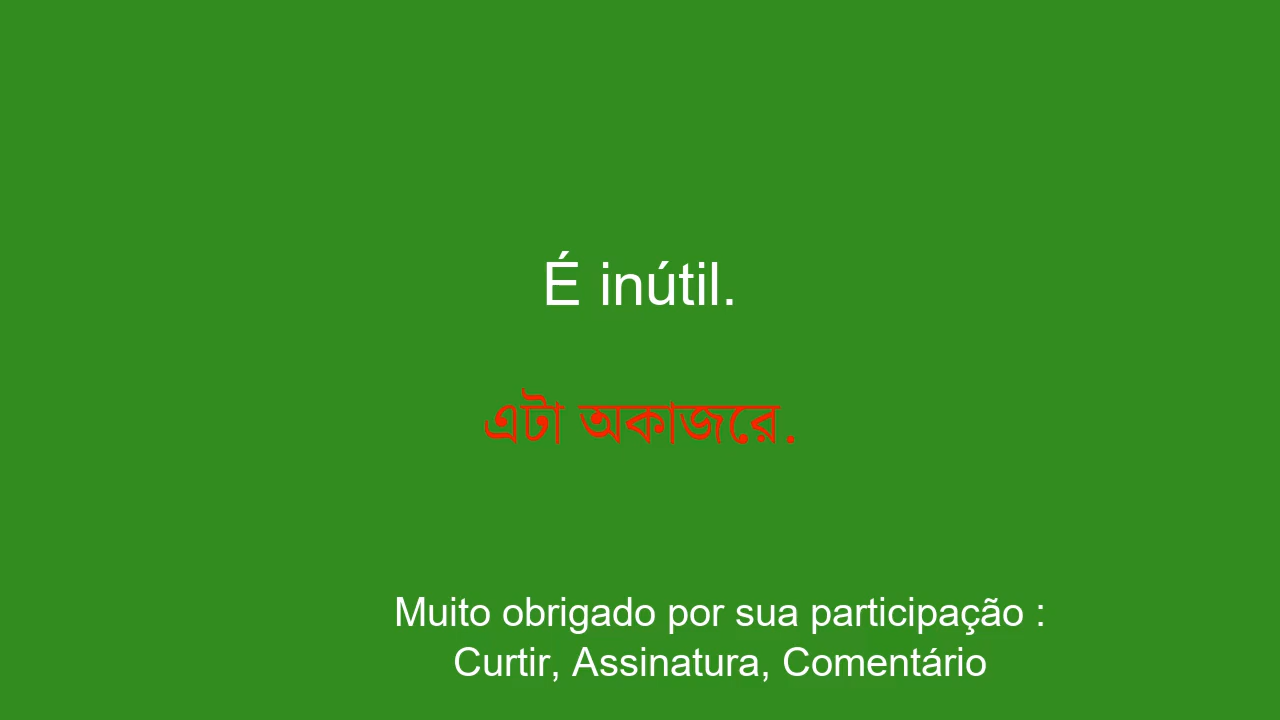 É inútil.
এটা অকাজরে.
Muito obrigado por sua participação :
Curtir, Assinatura, Comentário